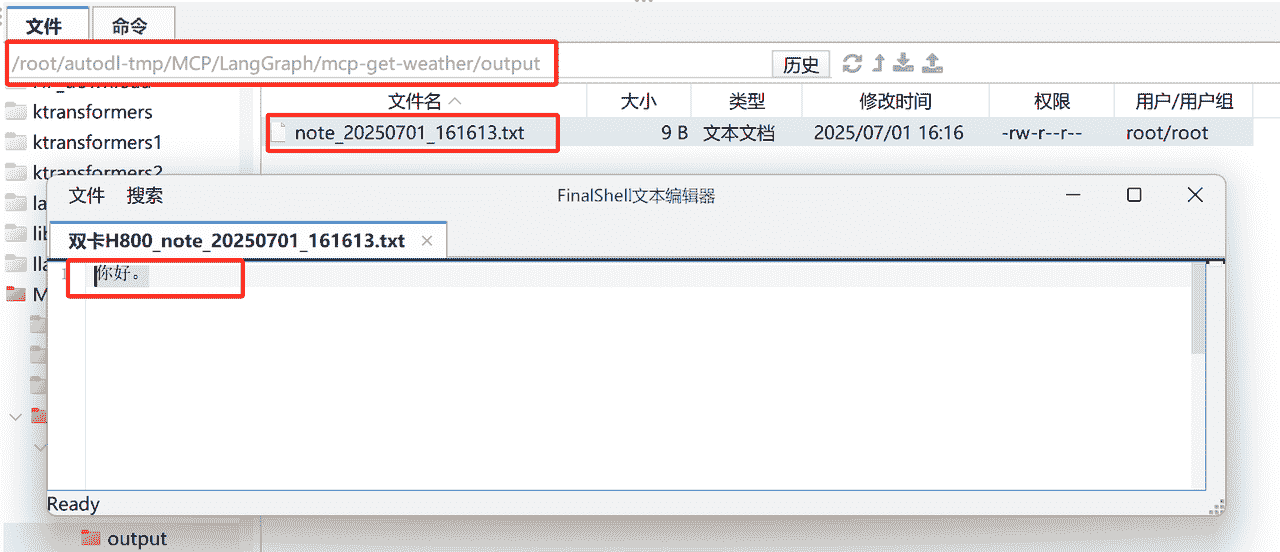 文件 命令
/root/autodl-tmp/MCP/LangGraph/mcp-get-weather/output 历史
文件名 大小 类型 修改时间 权限 用户/用户组
note_20250701_161613.txt 9 B 文本文档 2025/07/01 16:16 -rw-r--r-- root/root
ktransformers
ktransformers1
ktransformers2
文件 搜索 FinalShell文本编辑器
双卡H800_note_20250701_161613.txt
1 你好。
Ready
output